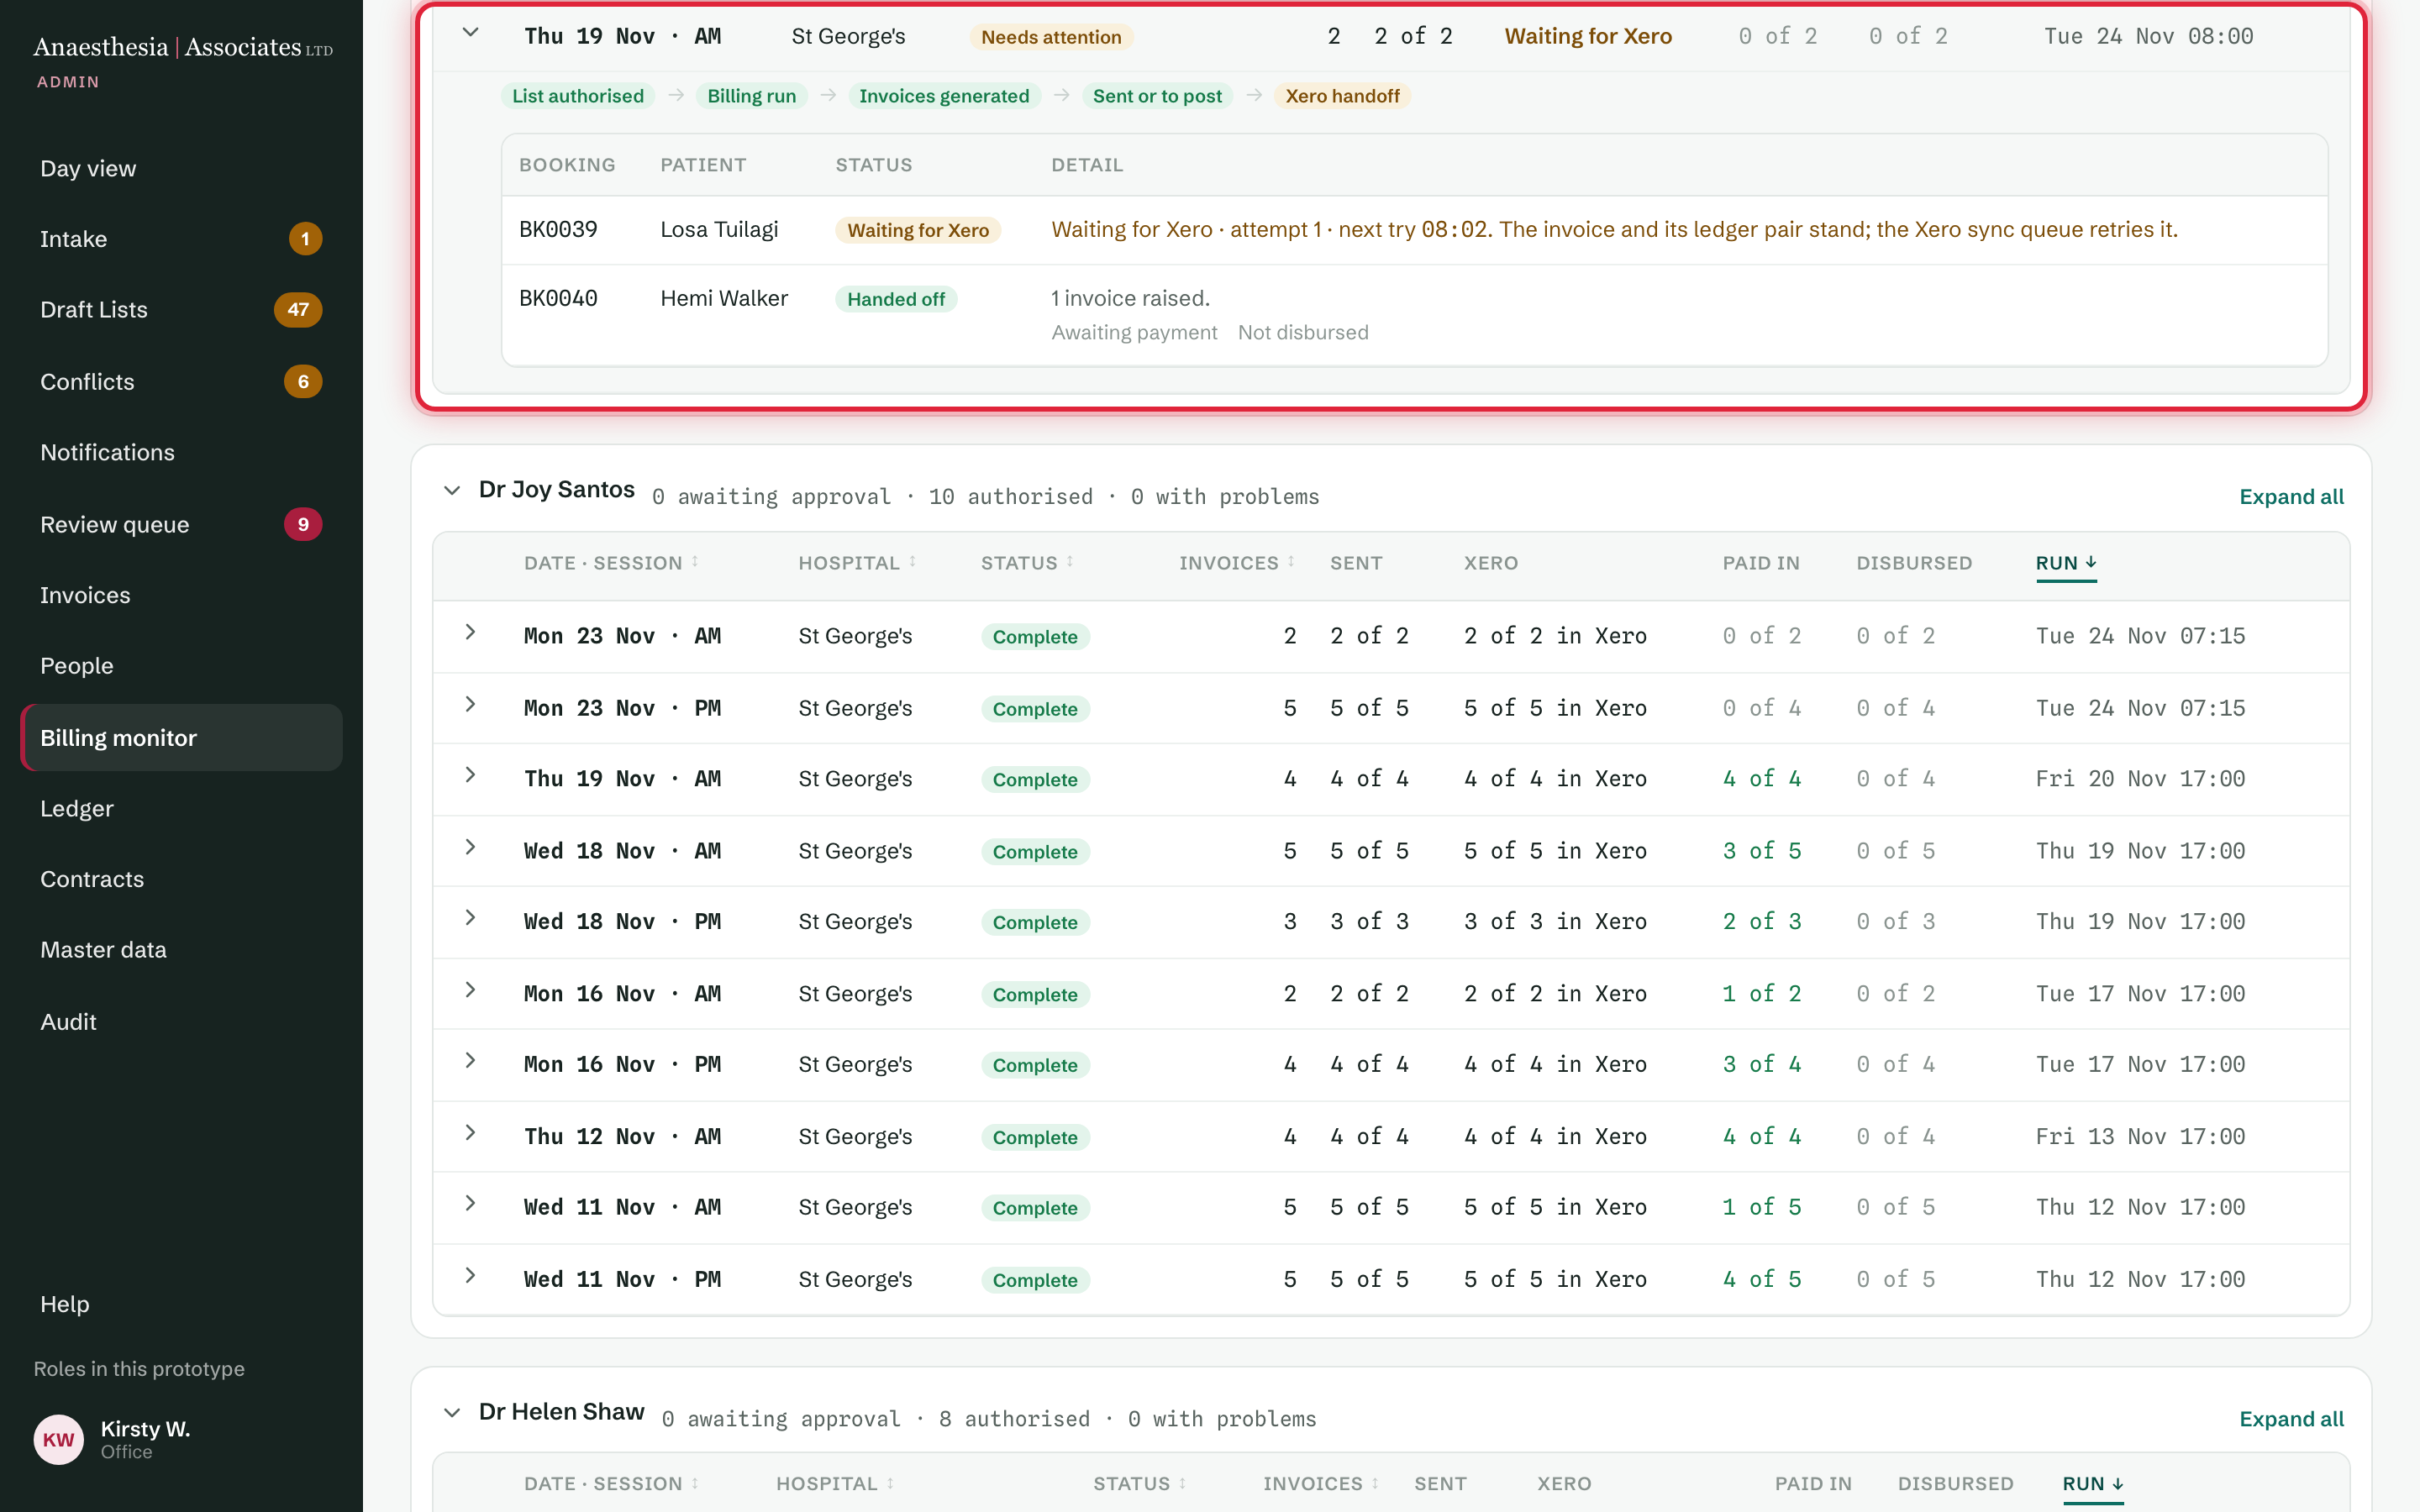 Anaesthesia | Associates LTD
ADMIN
Day view
Intake 1
Draft Lists 47
Conflicts 6
Notifications
Review queue 9
Invoices
People
Billing monitor
Ledger
Contracts
Master data
Audit
Help
Roles in this prototype
KW Kirsty W.
Office
Thu 19 Nov · AM St George's Needs attention 2 2 of 2 Waiting for Xero 0 of 2 0 of 2 Tue 24 Nov 08:00
List authorised → Billing run → Invoices generated → Sent or to post → Xero handoff
BOOKING PATIENT STATUS DETAIL
BK0039 Losa Tuilagi Waiting for Xero Waiting for Xero · attempt 1 · next try 08:02. The invoice and its ledger pair stand; the Xero sync queue retries it.
BK0040 Hemi Walker Handed off 1 invoice raised.
Awaiting payment Not disbursed
Dr Joy Santos 0 awaiting approval · 10 authorised · 0 with problems Expand all
DATE · SESSION ↕ HOSPITAL ↕ STATUS ↕ INVOICES ↕ SENT XERO PAID IN DISBURSED RUN ↓
Mon 23 Nov · AM St George's Complete 2 2 of 2 2 of 2 in Xero 0 of 2 0 of 2 Tue 24 Nov 07:15
Mon 23 Nov · PM St George's Complete 5 5 of 5 5 of 5 in Xero 0 of 4 0 of 4 Tue 24 Nov 07:15
Thu 19 Nov · AM St George's Complete 4 4 of 4 4 of 4 in Xero 4 of 4 0 of 4 Fri 20 Nov 17:00
Wed 18 Nov · AM St George's Complete 5 5 of 5 5 of 5 in Xero 3 of 5 0 of 5 Thu 19 Nov 17:00
Wed 18 Nov · PM St George's Complete 3 3 of 3 3 of 3 in Xero 2 of 3 0 of 3 Thu 19 Nov 17:00
Mon 16 Nov · AM St George's Complete 2 2 of 2 2 of 2 in Xero 1 of 2 0 of 2 Tue 17 Nov 17:00
Mon 16 Nov · PM St George's Complete 4 4 of 4 4 of 4 in Xero 3 of 4 0 of 4 Tue 17 Nov 17:00
Thu 12 Nov · AM St George's Complete 4 4 of 4 4 of 4 in Xero 4 of 4 0 of 4 Fri 13 Nov 17:00
Wed 11 Nov · AM St George's Complete 5 5 of 5 5 of 5 in Xero 1 of 5 0 of 5 Thu 12 Nov 17:00
Wed 11 Nov · PM St George's Complete 5 5 of 5 5 of 5 in Xero 4 of 5 0 of 5 Thu 12 Nov 17:00
Dr Helen Shaw 0 awaiting approval · 8 authorised · 0 with problems Expand all
DATE · SESSION ↕ HOSPITAL ↕ STATUS ↕ INVOICES ↕ SENT XERO PAID IN DISBURSED RUN ↓